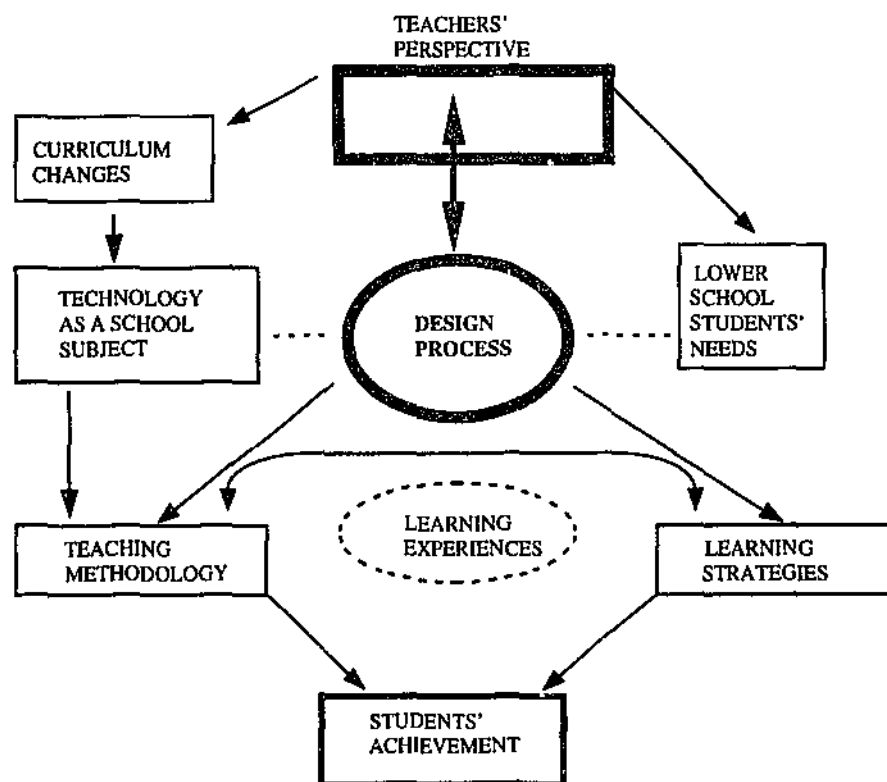 TEACHERS'
PERSPECTIVE
CURRICULUM
CHANGES
TECHNOLOGY
AS A SCHOOL
SUBJECT
DESIGN
PROCESS
LOWER
SCHOOL
STUDENTS'
NEEDS
LEARNING
EXPERIENCES
TEACHING
METHODOLOGY
LEARNING
STRATEGIES
STUDENTS'
ACHIEVEMENT